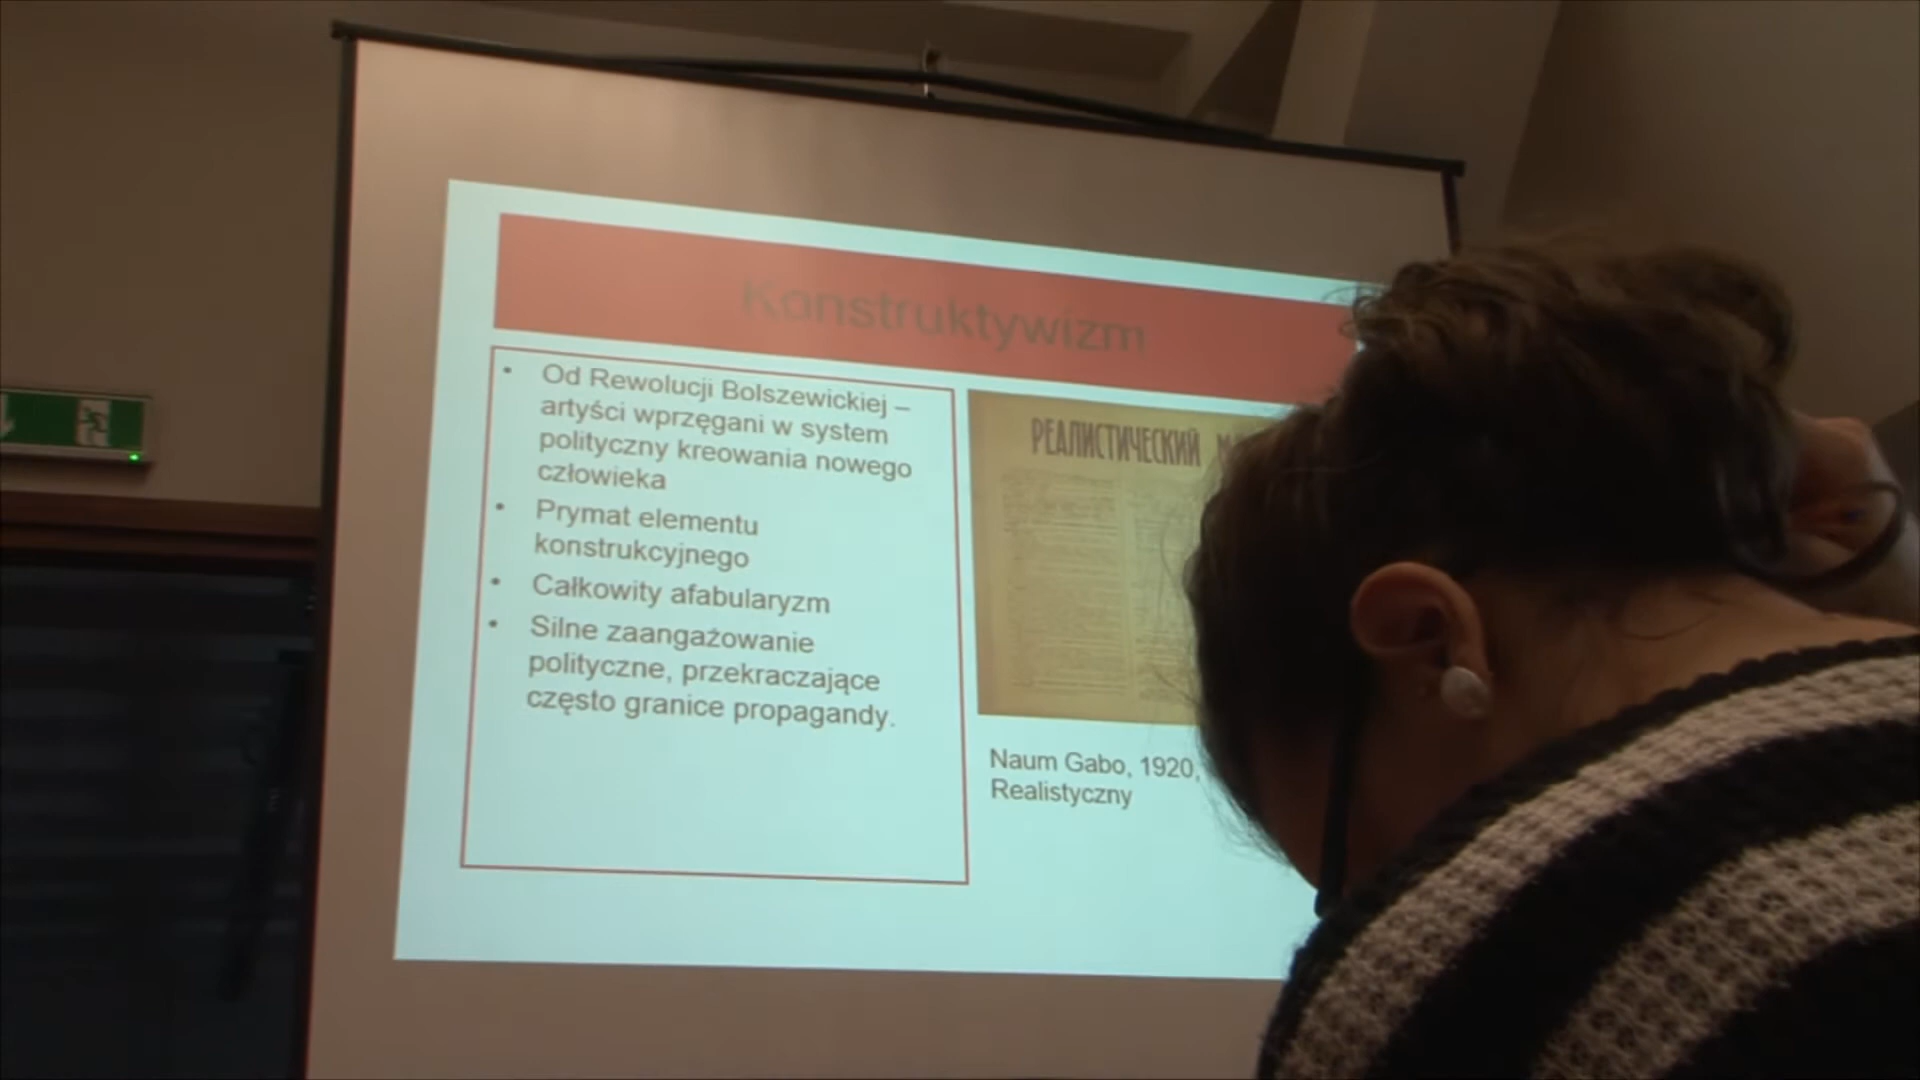 Konstruktywizm
• Od Rewolucji Bolszewickiej –
artyści wprzęgani w system
polityczny kreowania nowego
człowieka
• Prymat elementu
konstrukcyjnego
• Całkowity afabularyzm
• Silne zaangażowanie
polityczne, przekraczające
często granice propagandy.
РЕАЛИСТИЧЕСКИЙ
Naum Gabo, 1920,
Realistyczny